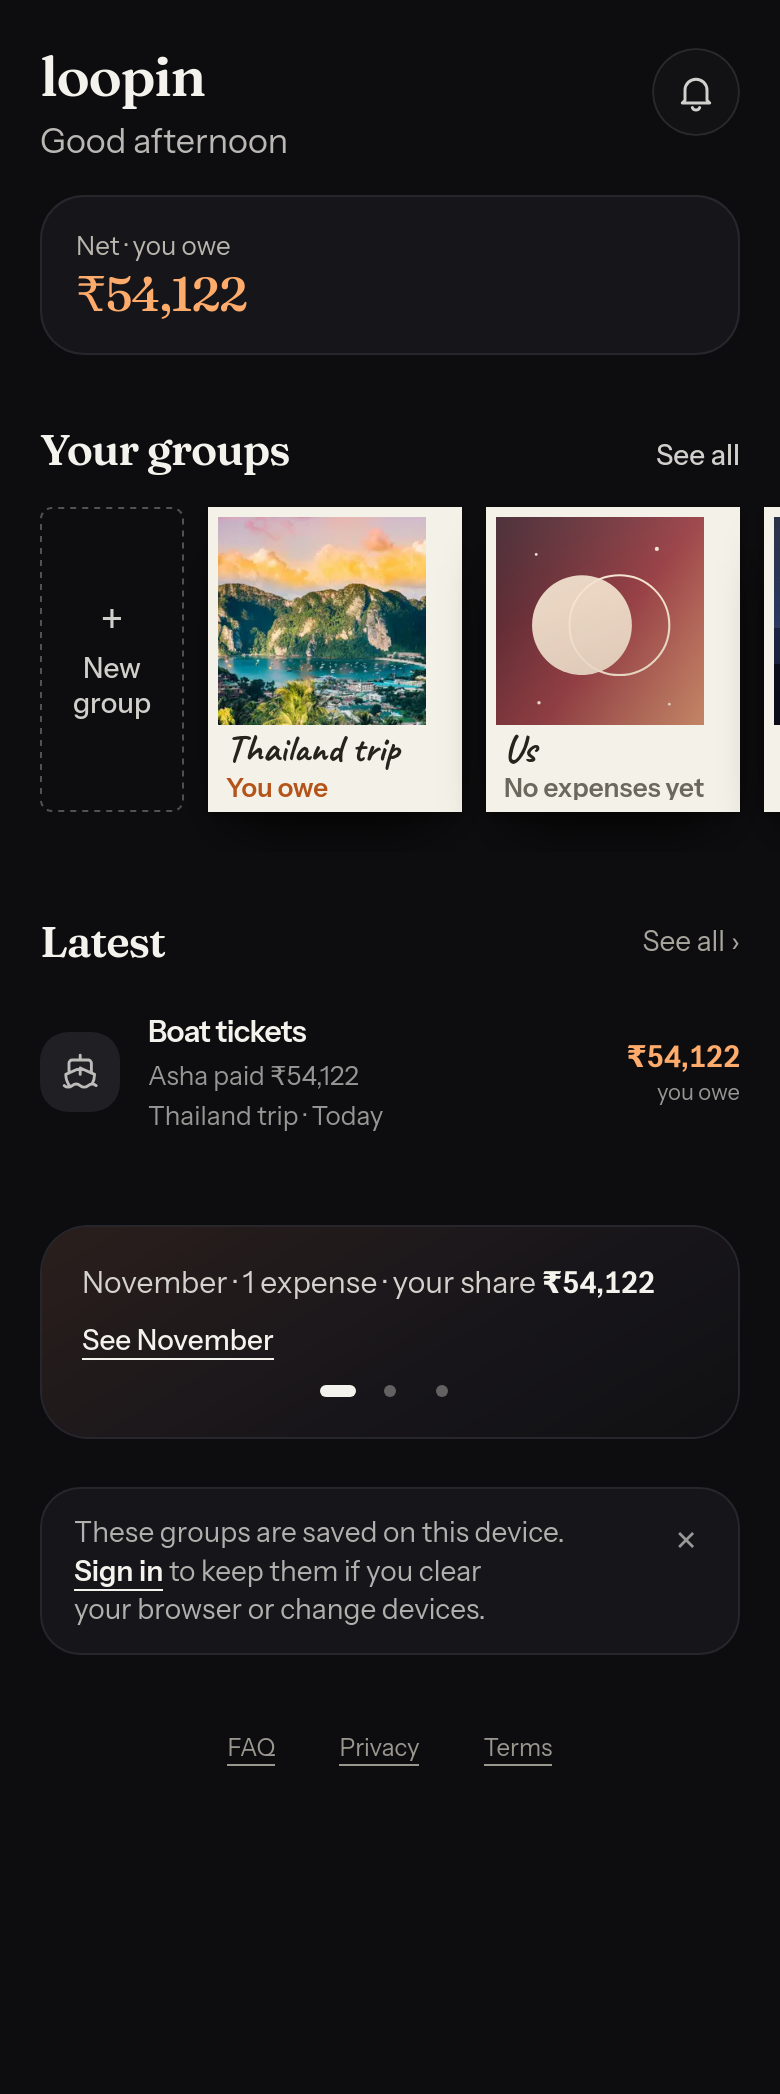 loopin
Good afternoon
Net · you owe
₹54,122
Your groups
See all
+
New
group
Thailand trip
You owe
Us
No expenses yet
Latest
See all ›
Boat tickets
Asha paid ₹54,122
Thailand trip · Today
₹54,122
you owe
November · 1 expense · your share ₹54,122
See November
These groups are saved on this device.
Sign in to keep them if you clear
your browser or change devices.
×
FAQ
Privacy
Terms